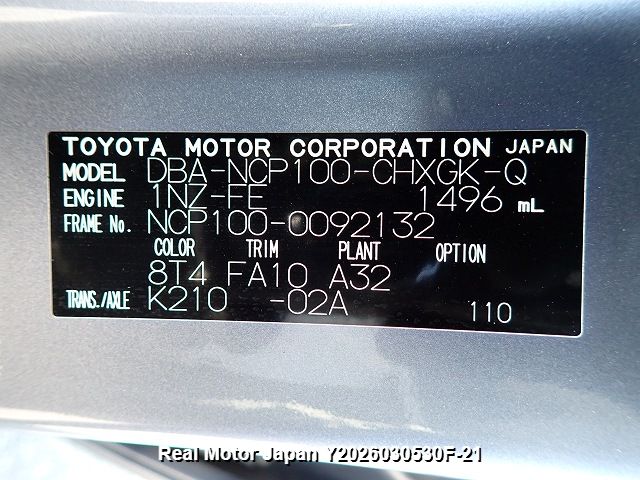 TOYOTA MOTOR CORPORATION JAPAN
MODEL DBA-NCP100-CHXGK-Q
ENGINE 1NZ-FE 1496 mL
FRAME No. NCP100-0092132
COLOR TRIM PLANT OPTION
8T4 FA10 A32
TRANS./AXLE K210 -02A 110
Real Motor Japan Y2026030530F-21